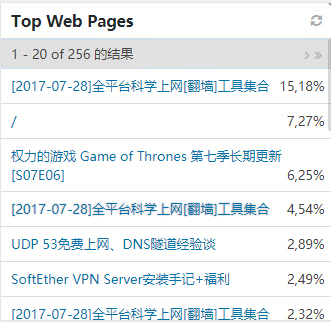 Top Web Pages
1 - 20 of 256 的结果
[2017-07-28]全平台科学上网[翻墙]工具集合 15,18%
/ 7,27%
权力的游戏 Game of Thrones 第七季长期更新
[S07E06] 6,25%
[2017-07-28]全平台科学上网[翻墙]工具集合 4,54%
UDP 53免费上网、DNS隧道经验谈 2,89%
SoftEther VPN Server安装手记+福利 2,49%
[2017-07-28]全平台科学上网[翻墙]工具集合 2,32%